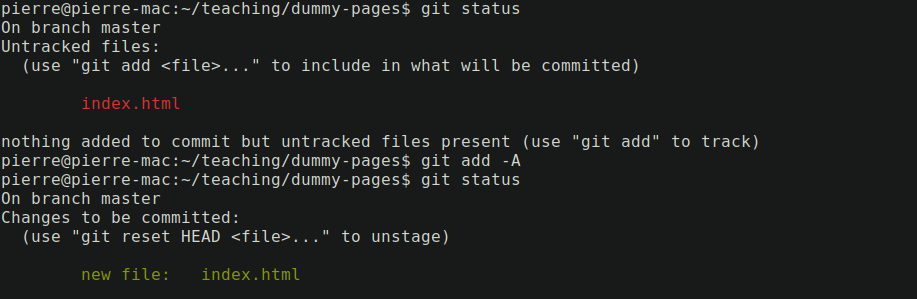 pierre@pierre-mac:~/teaching/dummy-pages$ git status
On branch master
Untracked files:
  (use "git add <file>..." to include in what will be committed)
        index.html
nothing added to commit but untracked files present (use "git add" to track)
pierre@pierre-mac:~/teaching/dummy-pages$ git add -A
pierre@pierre-mac:~/teaching/dummy-pages$ git status
On branch master
Changes to be committed:
  (use "git reset HEAD <file>..." to unstage)
        new file:   index.html